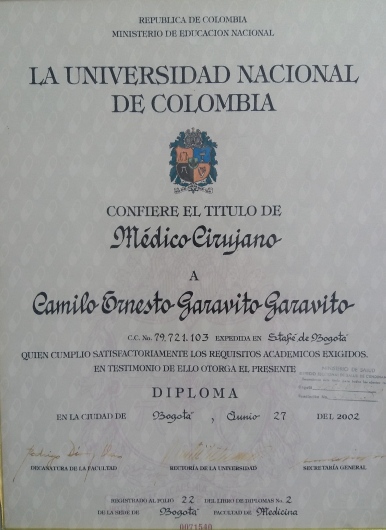 REPUBLICA DE COLOMBIA
MINISTERIO DE EDUCACION NACIONAL
LA UNIVERSIDAD NACIONAL
DE COLOMBIA
CONFIERE EL TITULO DE
Médico Cirujano
A
Camilo Ernesto Garavito Garavito
C.C. No. 79.721.103 EXPEDIDA EN Stafé de Bogotá
QUIEN CUMPLIO SATISFACTORIAMENTE LOS REQUISITOS ACADEMICOS EXIGIDOS.
EN TESTIMONIO DE ELLO OTORGA EL PRESENTE
MINISTERIO DE SALUD
DIPLOMA
EN LA CIUDAD DE Bogotá, Junio 27 DEL 2002
DECANATURA DE LA FACULTAD RECTORIA DE LA UNIVERSIDAD SECRETARIA GENERAL
REGISTRADO AL FOLIO 22 DEL LIBRO DE DIPLOMAS No. 2
DE LA SEDE DE Bogotá FACULTAD DE Medicina
0071540